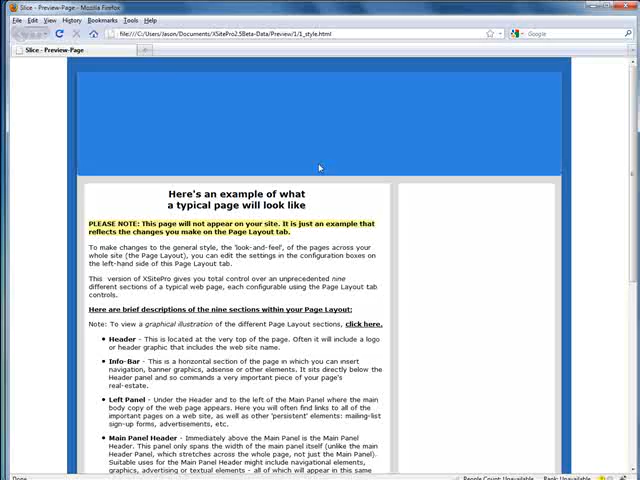 Slice - Preview-Page - Mozilla Firefox
File Edit View History Bookmarks Tools Help
file:///C:/Users/Jason/Documents/XSitePro2.5Beta-Data/Preview/1/1_style.html
Google
Slice - Preview-Page
Here's an example of what
a typical page will look like
PLEASE NOTE: This page will not appear on your site. It is just an example that
reflects the changes you make on the Page Layout tab.
To make changes to the general style, the 'look-and-feel', of the pages across your
whole site (the Page Layout), you can edit the settings in the configuration boxes on
the left-hand side of this Page Layout tab.
This version of XSitePro gives you total control over an unprecedented nine
different sections of a typical web page, each configurable using the Page Layout tab
controls.
Here are brief descriptions of the nine sections within your Page Layout:
Note: To view a graphical illustration of the different Page Layout sections, click here.
• Header - This is located at the very top of the page. Often it will include a logo
or header graphic that includes the web site name.
• Info-Bar - This is a horizontal section of the page in which you can insert
navigation, banner graphics, adsense or other elements. It sits directly below the
Header panel and so commands a very important piece of your page's
real-estate.
• Left Panel - Under the Header and to the left of the Main Panel where the main
body copy of the web page appears. Here you will often find links to all of the
important pages on a web site, as well as other 'persistent' elements: mailing-list
sign-up forms, advertisements, etc.
• Main Panel Header - Immediately above the Main Panel is the Main Panel
Header. This panel only spans the width of the main panel itself (unlike the main
Header Panel, which stretches across the whole page, not just the Main Panel).
Suitable uses for the Main Panel Header might include navigational elements,
graphics, advertising or textual elements - all of which will appear in this same
Done People Count: Unavailable Rank: Unavailable